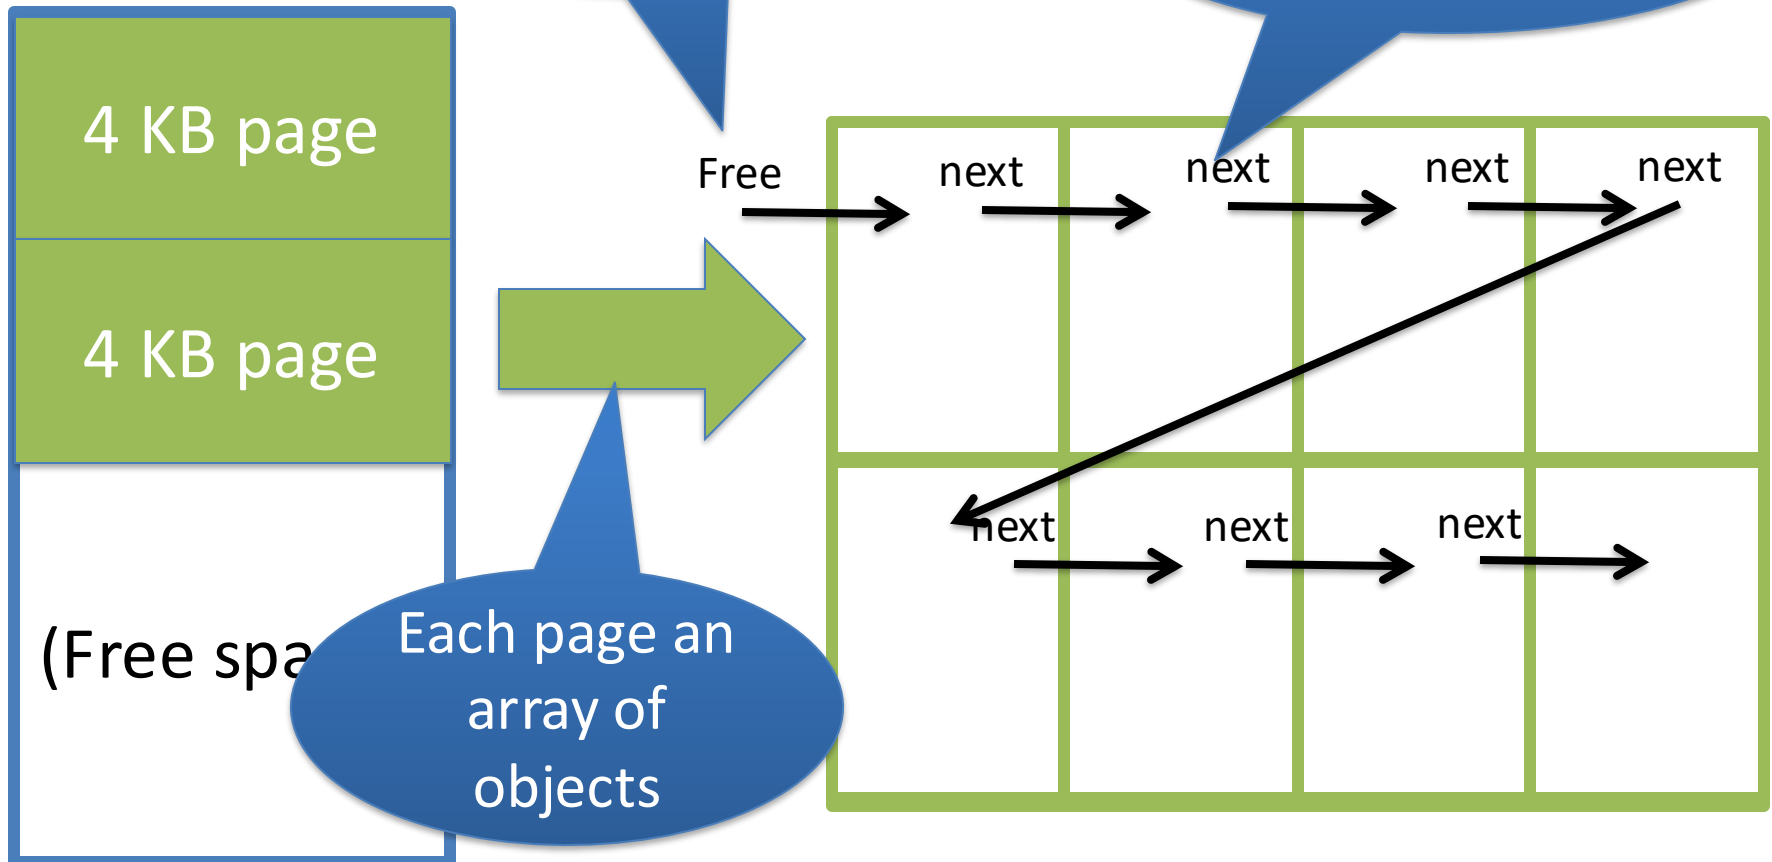 4 KB page
Free next next next next
4 KB page
next next next
(Free
Each page an
array of
objects